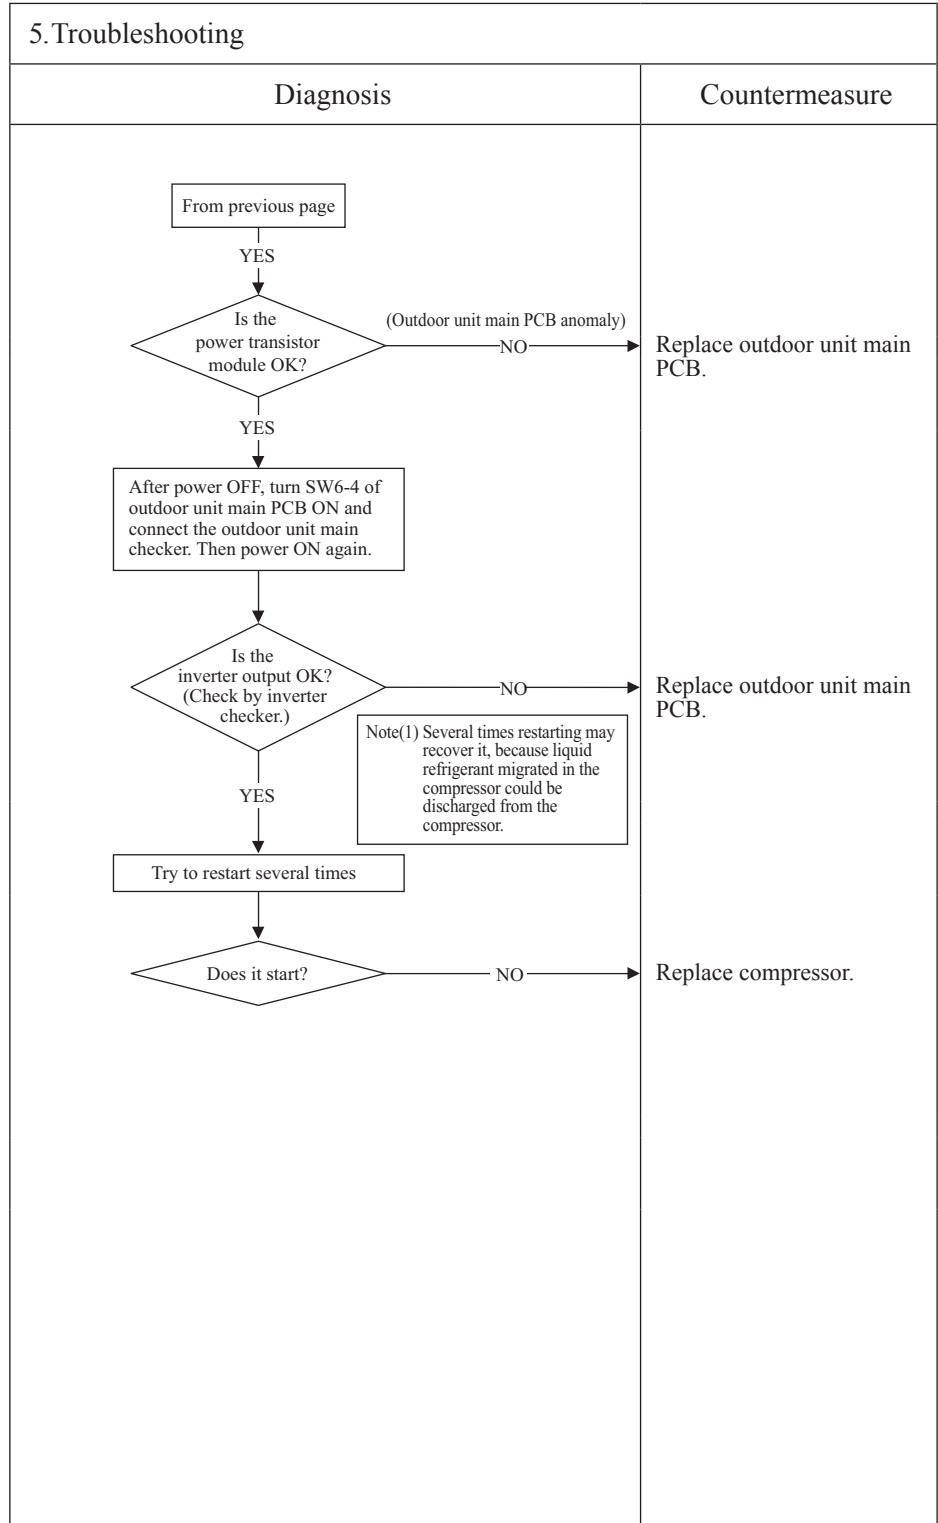 5.Troubleshooting
Diagnosis
Countermeasure
From previous page
YES
Is the
power transistor
module OK?
(Outdoor unit main PCB anomaly)
NO
Replace outdoor unit main
PCB.
YES
After power OFF, turn SW6-4 of
outdoor unit main PCB ON and
connect the outdoor unit main
checker. Then power ON again.
Is the
inverter output OK?
(Check by inverter
checker.)
NO
Replace outdoor unit main
PCB.
Note(1) Several times restarting may
recover it, because liquid
refrigerant migrated in the
compressor could be
discharged from the
compressor.
YES
Try to restart several times
Does it start?
NO
Replace compressor.